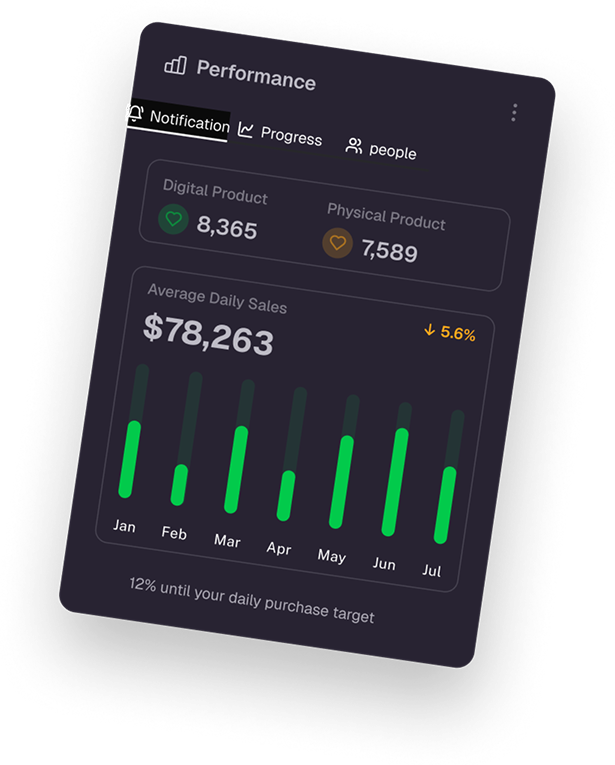 Performance
Notification Progress people
Digital Product Physical Product
8,365 7,589
Average Daily Sales
$78,263 ↓ 5.6%
Jan Feb Mar Apr May Jun Jul
12% until your daily purchase target